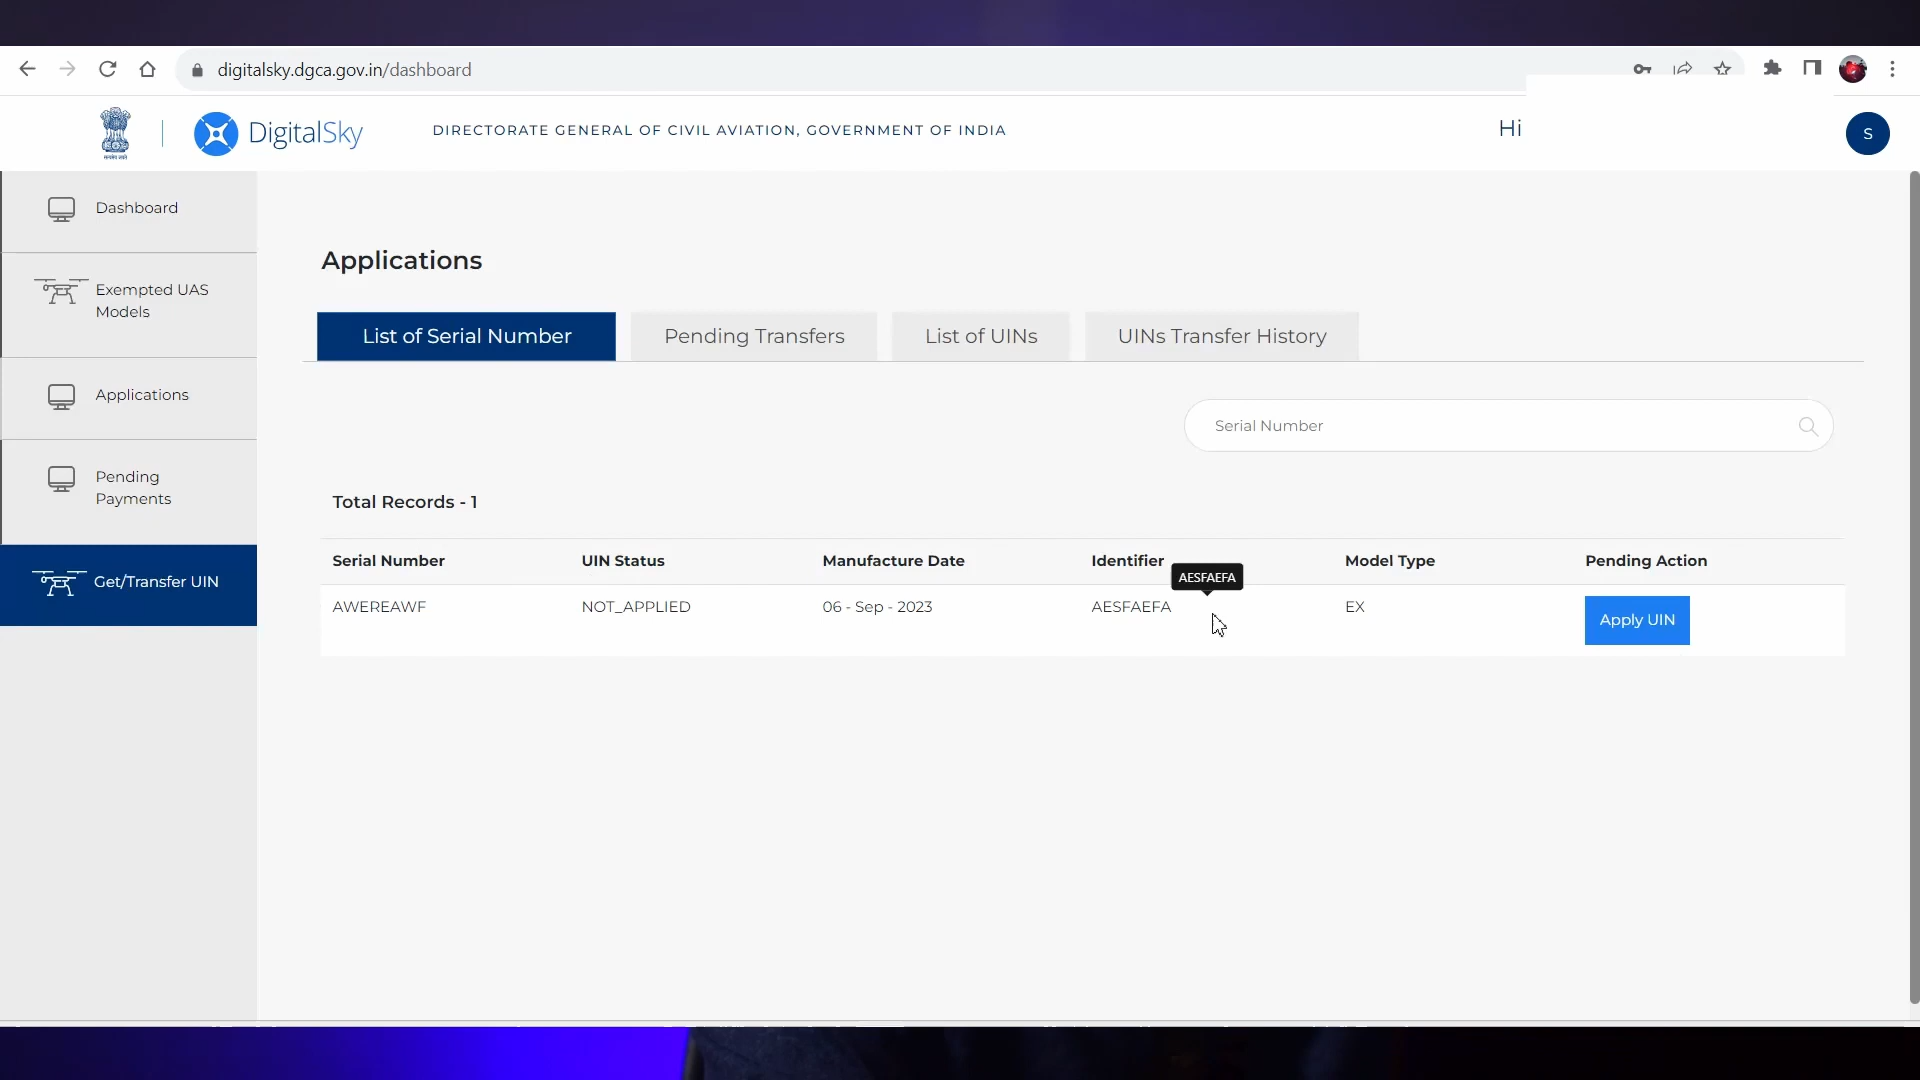 digitalsky.dgca.gov.in/dashboard
सत्यमेव जयते
DigitalSky
DIRECTORATE GENERAL OF CIVIL AVIATION, GOVERNMENT OF INDIA
Hi
S
Dashboard
Exempted UAS
Models
Applications
Pending
Payments
Get/Transfer UIN
Applications
List of Serial Number
Pending Transfers
List of UINs
UINs Transfer History
Serial Number
Total Records - 1
Serial Number UIN Status Manufacture Date Identifier Model Type Pending Action
AESFAEFA
AWEREAWF NOT_APPLIED 06 - Sep - 2023 AESFAEFA EX Apply UIN